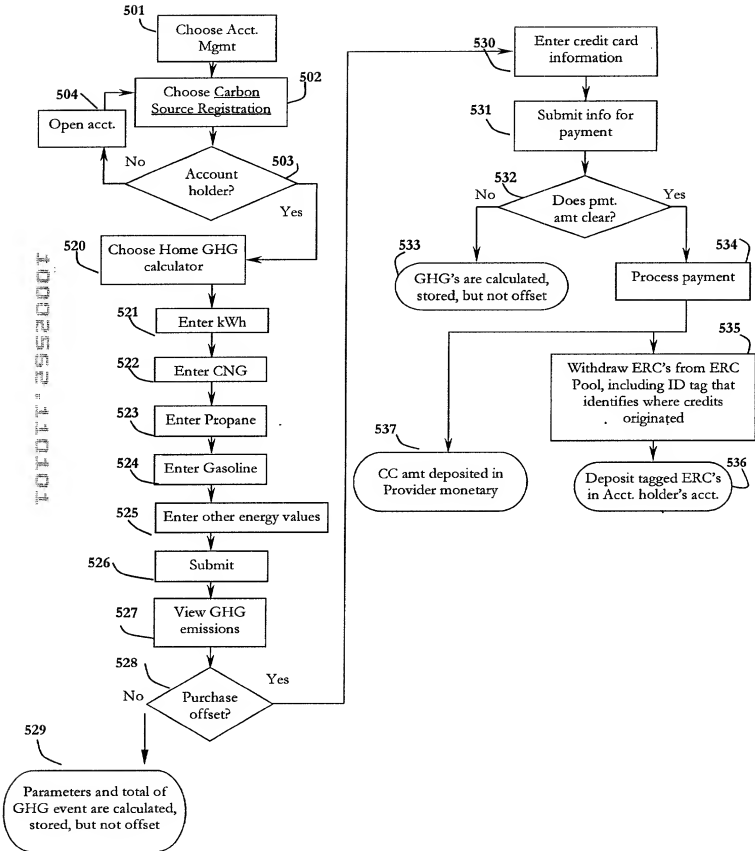 501
Choose Acct.
Mgmt
504
Choose Carbon
Source Registration
502
Open acct.
No
Account
holder?
503
Yes
520
Choose Home GHG
calculator
521
Enter kWh
522
Enter CNG
523
Enter Propane
524
Enter Gasoline
525
Enter other energy values
526
Submit
527
View GHG
emissions
528
No
Purchase
offset?
Yes
529
Parameters and total of
GHG event are calculated,
stored, but not offset
530
Enter credit card
information
531
Submit info for
payment
532
No
Does pmt.
amt clear?
Yes
533
GHG's are calculated,
stored, but not offset
534
Process payment
535
Withdraw ERC's from ERC
Pool, including ID tag that
identifies where credits
originated
537
CC amt deposited in
Provider monetary
536
Deposit tagged ERC's
in Acct. holder's acct.